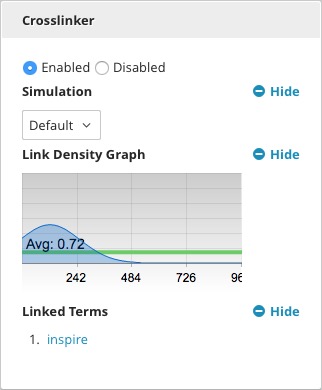 Crosslinker
Enabled Disabled
Simulation Hide
Default
Link Density Graph Hide
Avg: 0.72
242 484 726 96
Linked Terms Hide
1. inspire